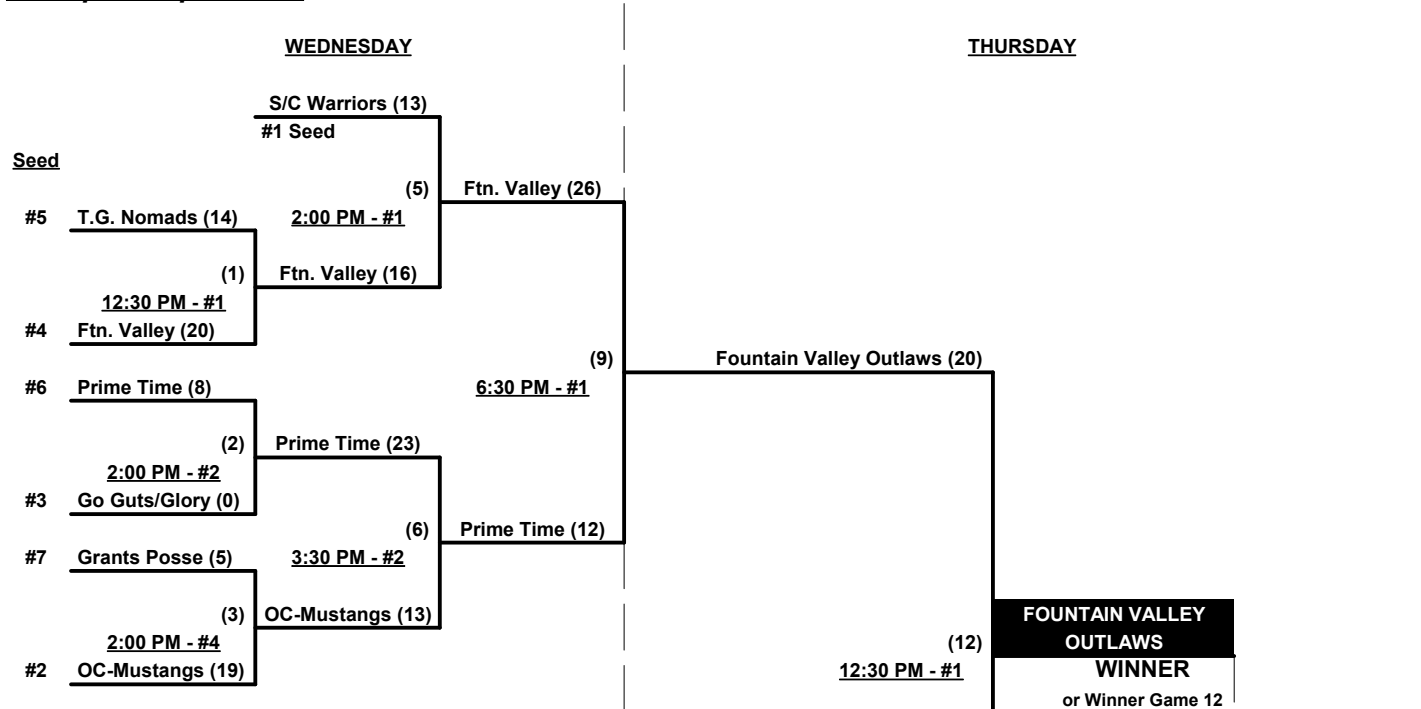 WEDNESDAY
THURSDAY
S/C Warriors (13)
#1 Seed
Seed
(5)
Ftn. Valley (26)
#5 T.G. Nomads (14)
2:00 PM - #1
(1)
Ftn. Valley (16)
12:30 PM - #1
#4 Ftn. Valley (20)
(9)
Fountain Valley Outlaws (20)
#6 Prime Time (8)
6:30 PM - #1
(2)
Prime Time (23)
2:00 PM - #2
#3 Go Guts/Glory (0)
(6)
Prime Time (12)
#7 Grants Posse (5)
3:30 PM - #2
(3)
OC-Mustangs (13)
FOUNTAIN VALLEY
2:00 PM - #4
(12)
OUTLAWS
#2 OC-Mustangs (19)
12:30 PM - #1
WINNER
or Winner Game 12